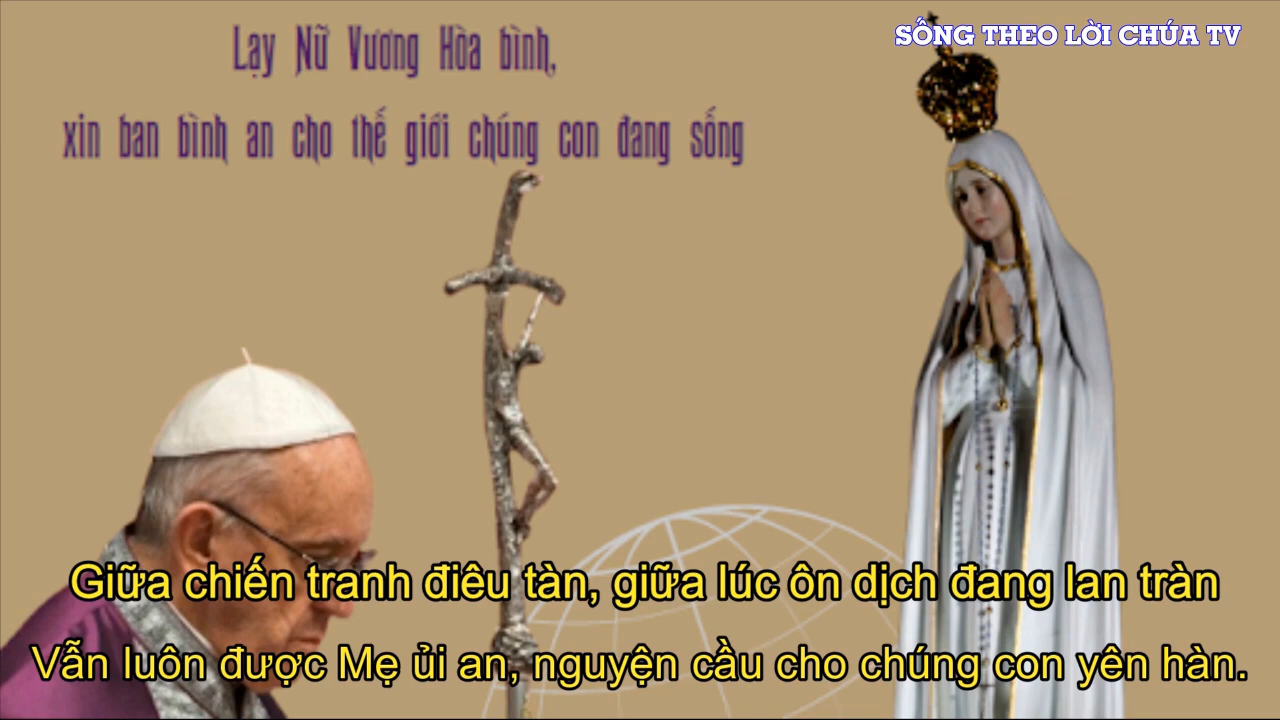 SỐNG THEO LỜI CHÚA TV
Lạy Nữ Vương Hòa bình,
xin ban bình an cho thế giới chúng con đang sống
Giữa chiến tranh điêu tàn, giữa lúc ôn dịch đang lan tràn
Vẫn luôn được Mẹ ủi an, nguyện cầu cho chúng con yên hàn.